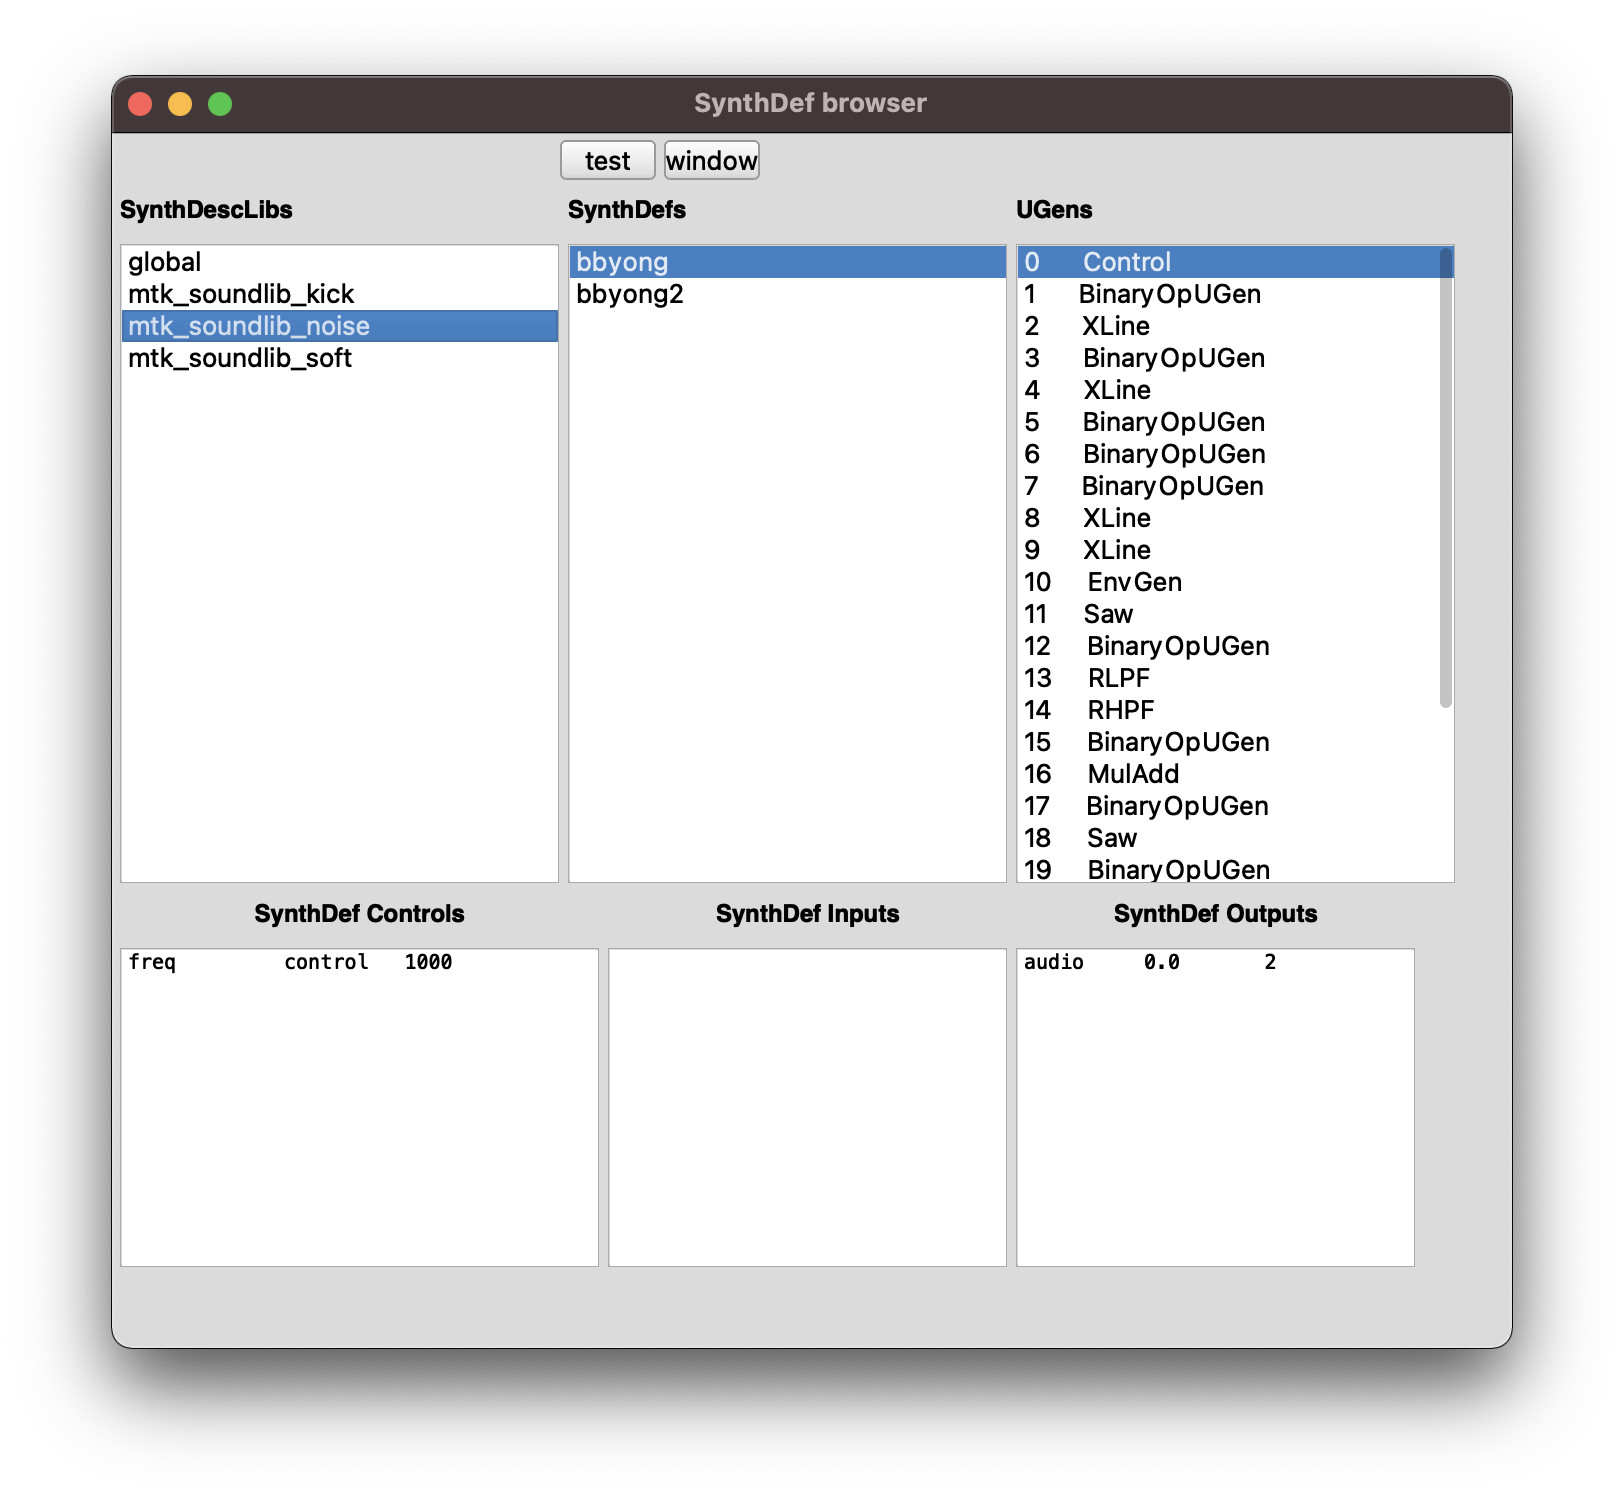 SynthDef browser
test window
SynthDescLibs
global
mtk_soundlib_kick
mtk_soundlib_noise
mtk_soundlib_soft
SynthDefs
bbyong
bbyong2
UGens
0 Control
1 BinaryOpUGen
2 XLine
3 BinaryOpUGen
4 XLine
5 BinaryOpUGen
6 BinaryOpUGen
7 BinaryOpUGen
8 XLine
9 XLine
10 EnvGen
11 Saw
12 BinaryOpUGen
13 RLPF
14 RHPF
15 BinaryOpUGen
16 MulAdd
17 BinaryOpUGen
18 Saw
19 BinaryOpUGen
SynthDef Controls
freq control 1000
SynthDef Inputs
SynthDef Outputs
audio 0.0 2